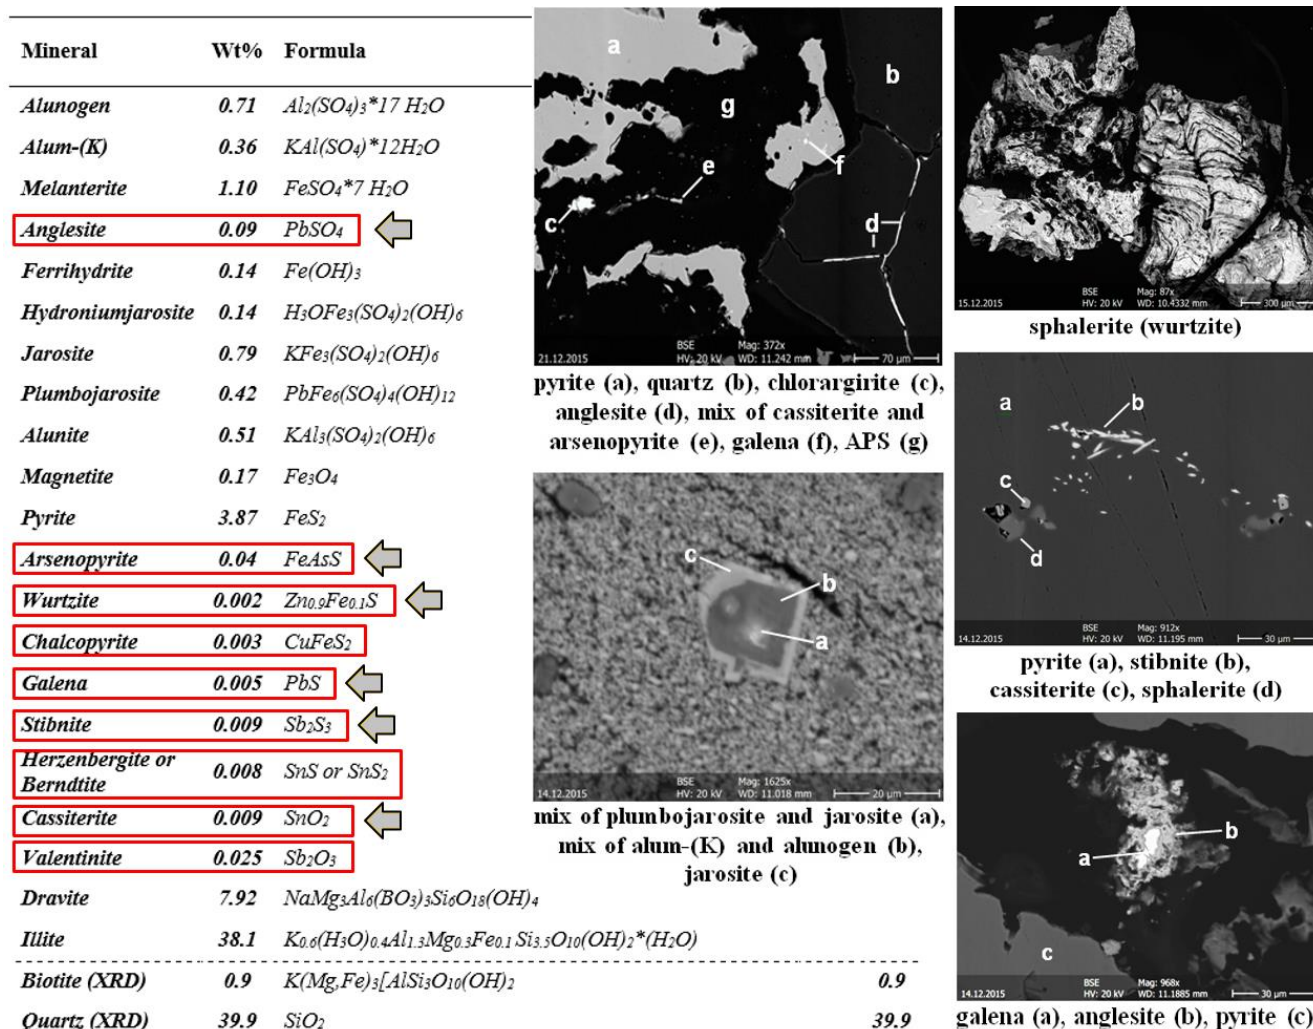 Mineral Wt% Formula
Alunogen 0.71 Al2(SO4)3*17 H2O
Alum-(K) 0.36 KAl(SO4)*12H2O
Melanterite 1.10 FeSO4*7 H2O
Anglesite 0.09 PbSO4
Ferrihydrite 0.14 Fe(OH)3
Hydroniumjarosite 0.14 H3OFe3(SO4)2(OH)6
Jarosite 0.79 KFe3(SO4)2(OH)6
Plumbojarosite 0.42 PbFe6(SO4)4(OH)12
Alunite 0.51 KAl3(SO4)2(OH)6
Magnetite 0.17 Fe3O4
Pyrite 3.87 FeS2
Arsenopyrite 0.04 FeAsS
Wurtzite 0.002 Zn0.9Fe0.1S
Chalcopyrite 0.003 CuFeS2
Galena 0.005 PbS
Stibnite 0.009 Sb2S3
Herzenbergite or
Berndtite 0.008 SnS or SnS2
Cassiterite 0.009 SnO2
Valentinite 0.025 Sb2O3
Dravite 7.92 NaMg3Al6(BO3)3Si6O18(OH)4
Illite 38.1 K0.6(H3O)0.4Al1.3Mg0.3Fe0.1Si3.5O10(OH)2*(H2O)
Biotite (XRD) 0.9 K(Mg,Fe)3[AlSi3O10(OH)2 0.9
Quartz (XRD) 39.9 SiO2 39.9
a
b
g
e
f
c
d
21.12.2015 BSE HV: 20 kV Mag: 372x WD: 11.242 mm 70 µm
pyrite (a), quartz (b), chlorargirite (c),
anglesite (d), mix of cassiterite and
arsenopyrite (e), galena (f), APS (g)
c
b
a
14.12.2015 BSE HV: 20 kV Mag: 1625x WD: 11.018 mm 20 µm
mix of plumbojarosite and jarosite (a),
mix of alum-(K) and alunogen (b),
jarosite (c)
15.12.2015 BSE HV: 20 kV Mag: 87x WD: 10.4332 mm 300 µm
sphalerite (wurtzite)
a
b
c
d
14.12.2015 BSE HV: 20 kV Mag: 912x WD: 11.195 mm 30 µm
pyrite (a), stibnite (b),
cassiterite (c), sphalerite (d)
b
a
c
14.12.2015 BSE HV: 20 kV Mag: 968x WD: 11.1885 mm 30 µm
galena (a), anglesite (b), pyrite (c)